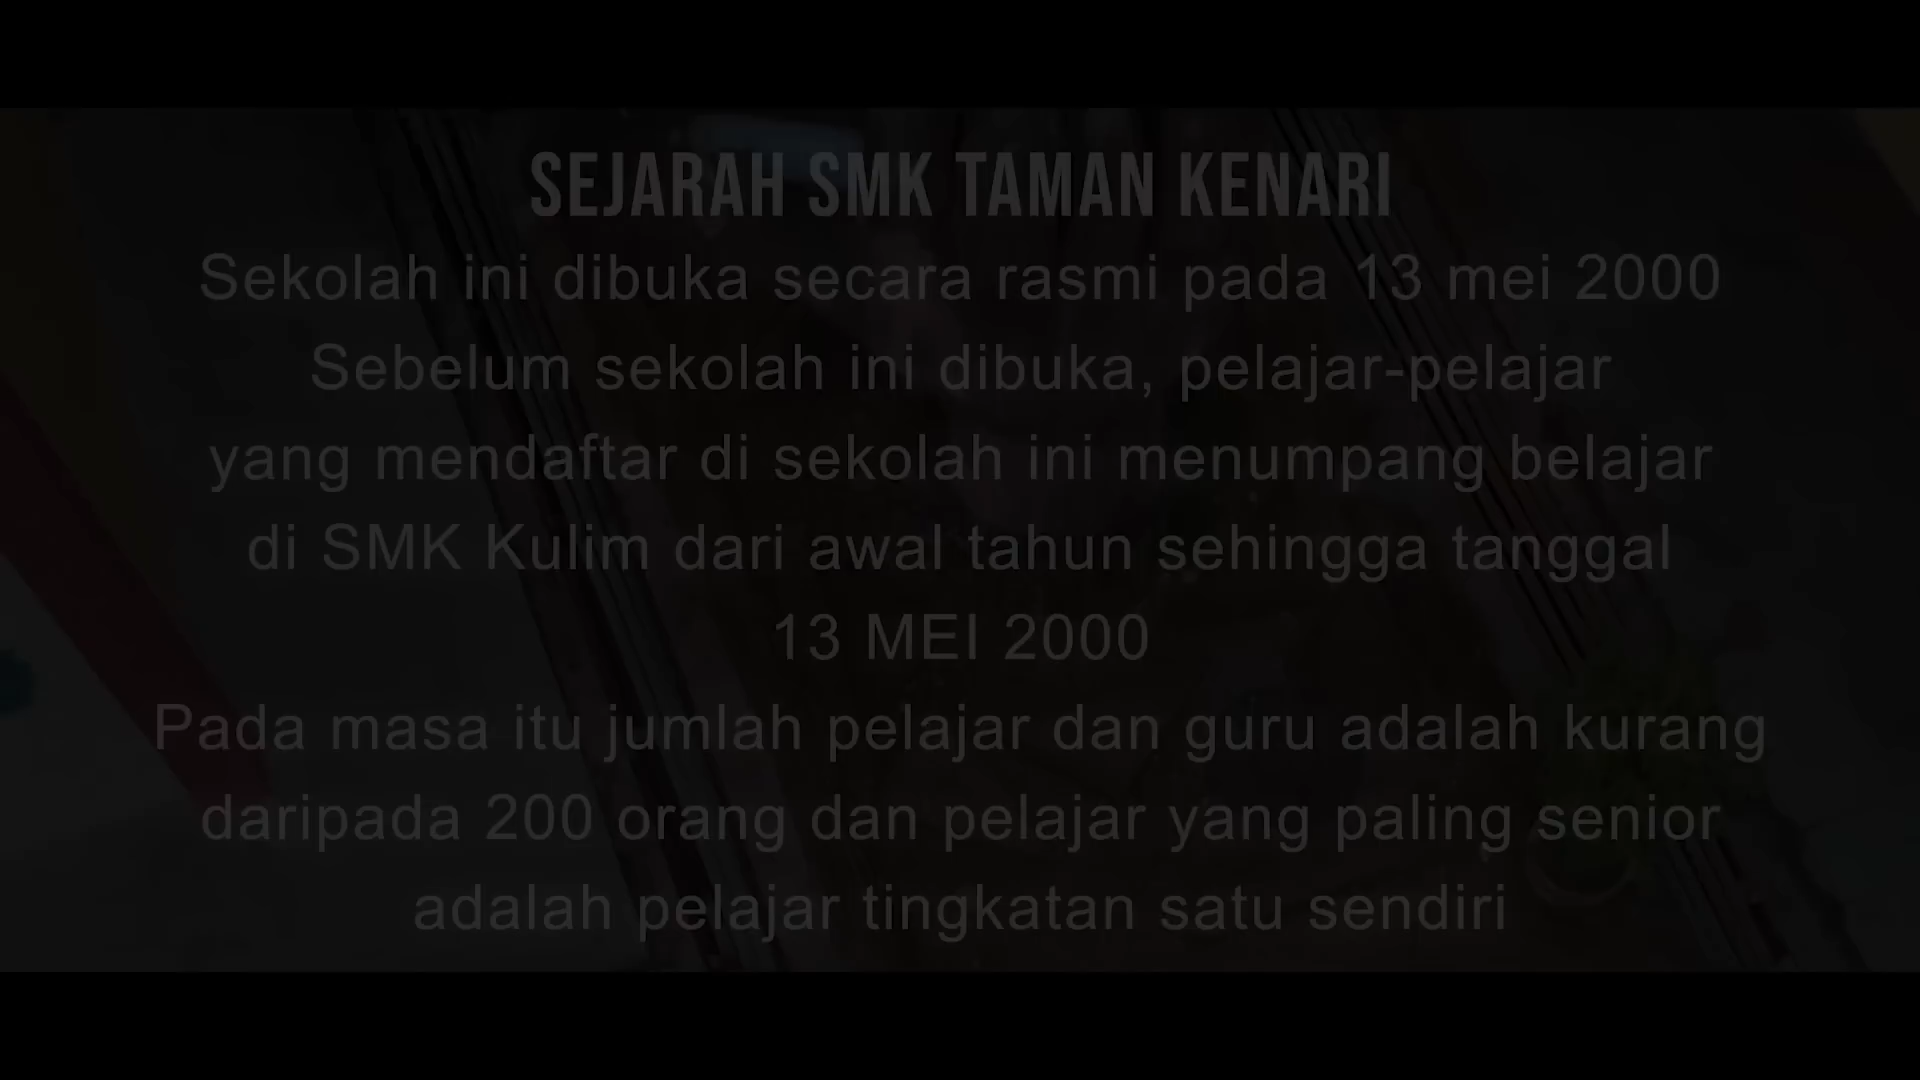 SEJARAH SMK TAMAN KENARI
Sekolah ini dibuka secara rasmi pada 13 mei 2000
Sebelum sekolah ini dibuka, pelajar-pelajar
yang mendaftar di sekolah ini menumpang belajar
di SMK Kulim dari awal tahun sehingga tanggal
13 MEI 2000
Pada masa itu jumlah pelajar dan guru adalah kurang
daripada 200 orang dan pelajar yang paling senior
adalah pelajar tingkatan satu sendiri